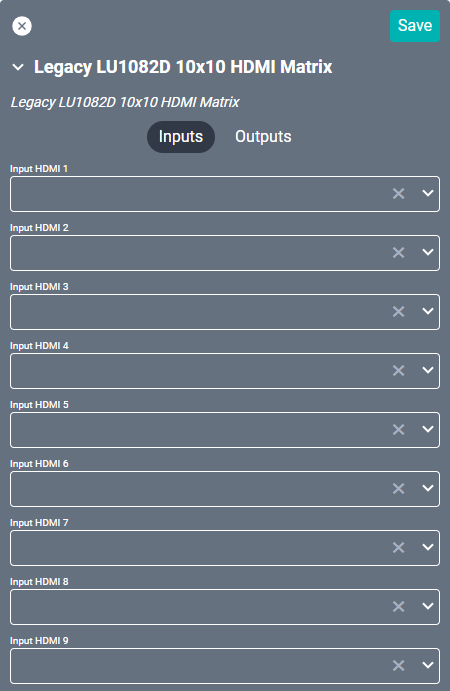 Save
Legacy LU1082D 10x10 HDMI Matrix
Legacy LU1082D 10x10 HDMI Matrix
Inputs Outputs
Input HDMI 1
Input HDMI 2
Input HDMI 3
Input HDMI 4
Input HDMI 5
Input HDMI 6
Input HDMI 7
Input HDMI 8
Input HDMI 9